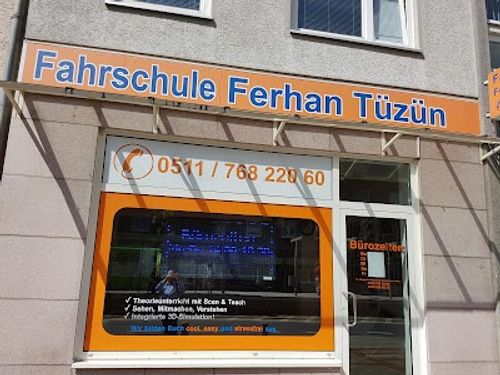 Fahrschule Ferhan Tüzün
0511 / 768 220 60
Bürozeiten
✓ Theorieunterricht mit Scan & Teach
✓ Sehen, Mitmachen, Verstehen
✓ Integrierte 3D-Simulation!
Wir bilden Euch cool, easy und stressfrei aus.